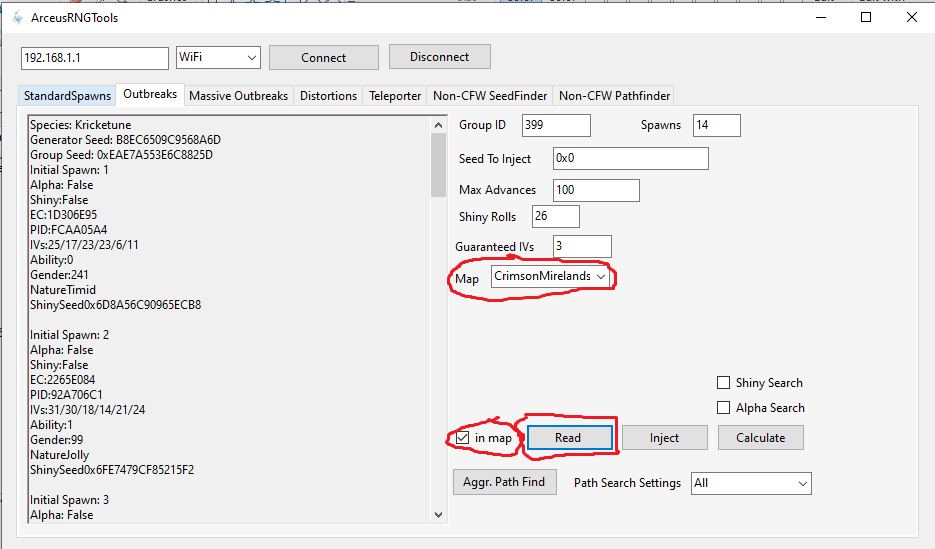 ArceusRNGTools
192.168.1.1
WiFi
Connect
Disconnect
StandardSpawns
Outbreaks
Massive Outbreaks
Distortions
Teleporter
Non-CFW SeedFinder
Non-CFW Pathfinder
Species: Kricketune
Generator Seed: B8EC6509C9568A6D
Group Seed: 0xEAE7A553E6C8825D
Initial Spawn: 1
Alpha: False
Shiny:False
EC:1D306E95
PID:FCAA05A4
IVs:25/17/23/23/6/11
Ability:0
Gender:241
NatureTimid
ShinySeed0x6D8A56C90965ECB8
Initial Spawn: 2
Alpha: False
Shiny:False
EC:2265E084
PID:92A706C1
IVs:31/30/18/14/21/24
Ability:1
Gender:99
NatureJolly
ShinySeed0x6FE7479CF85215F2
Initial Spawn: 3
Alpha: False
Group ID 399
Spawns 14
Seed To Inject 0x0
Max Advances 100
Shiny Rolls 26
Guaranteed IVs 3
Map CrimsonMirelands
Shiny Search
Alpha Search
in map
Read
Inject
Calculate
Aggr. Path Find
Path Search Settings All